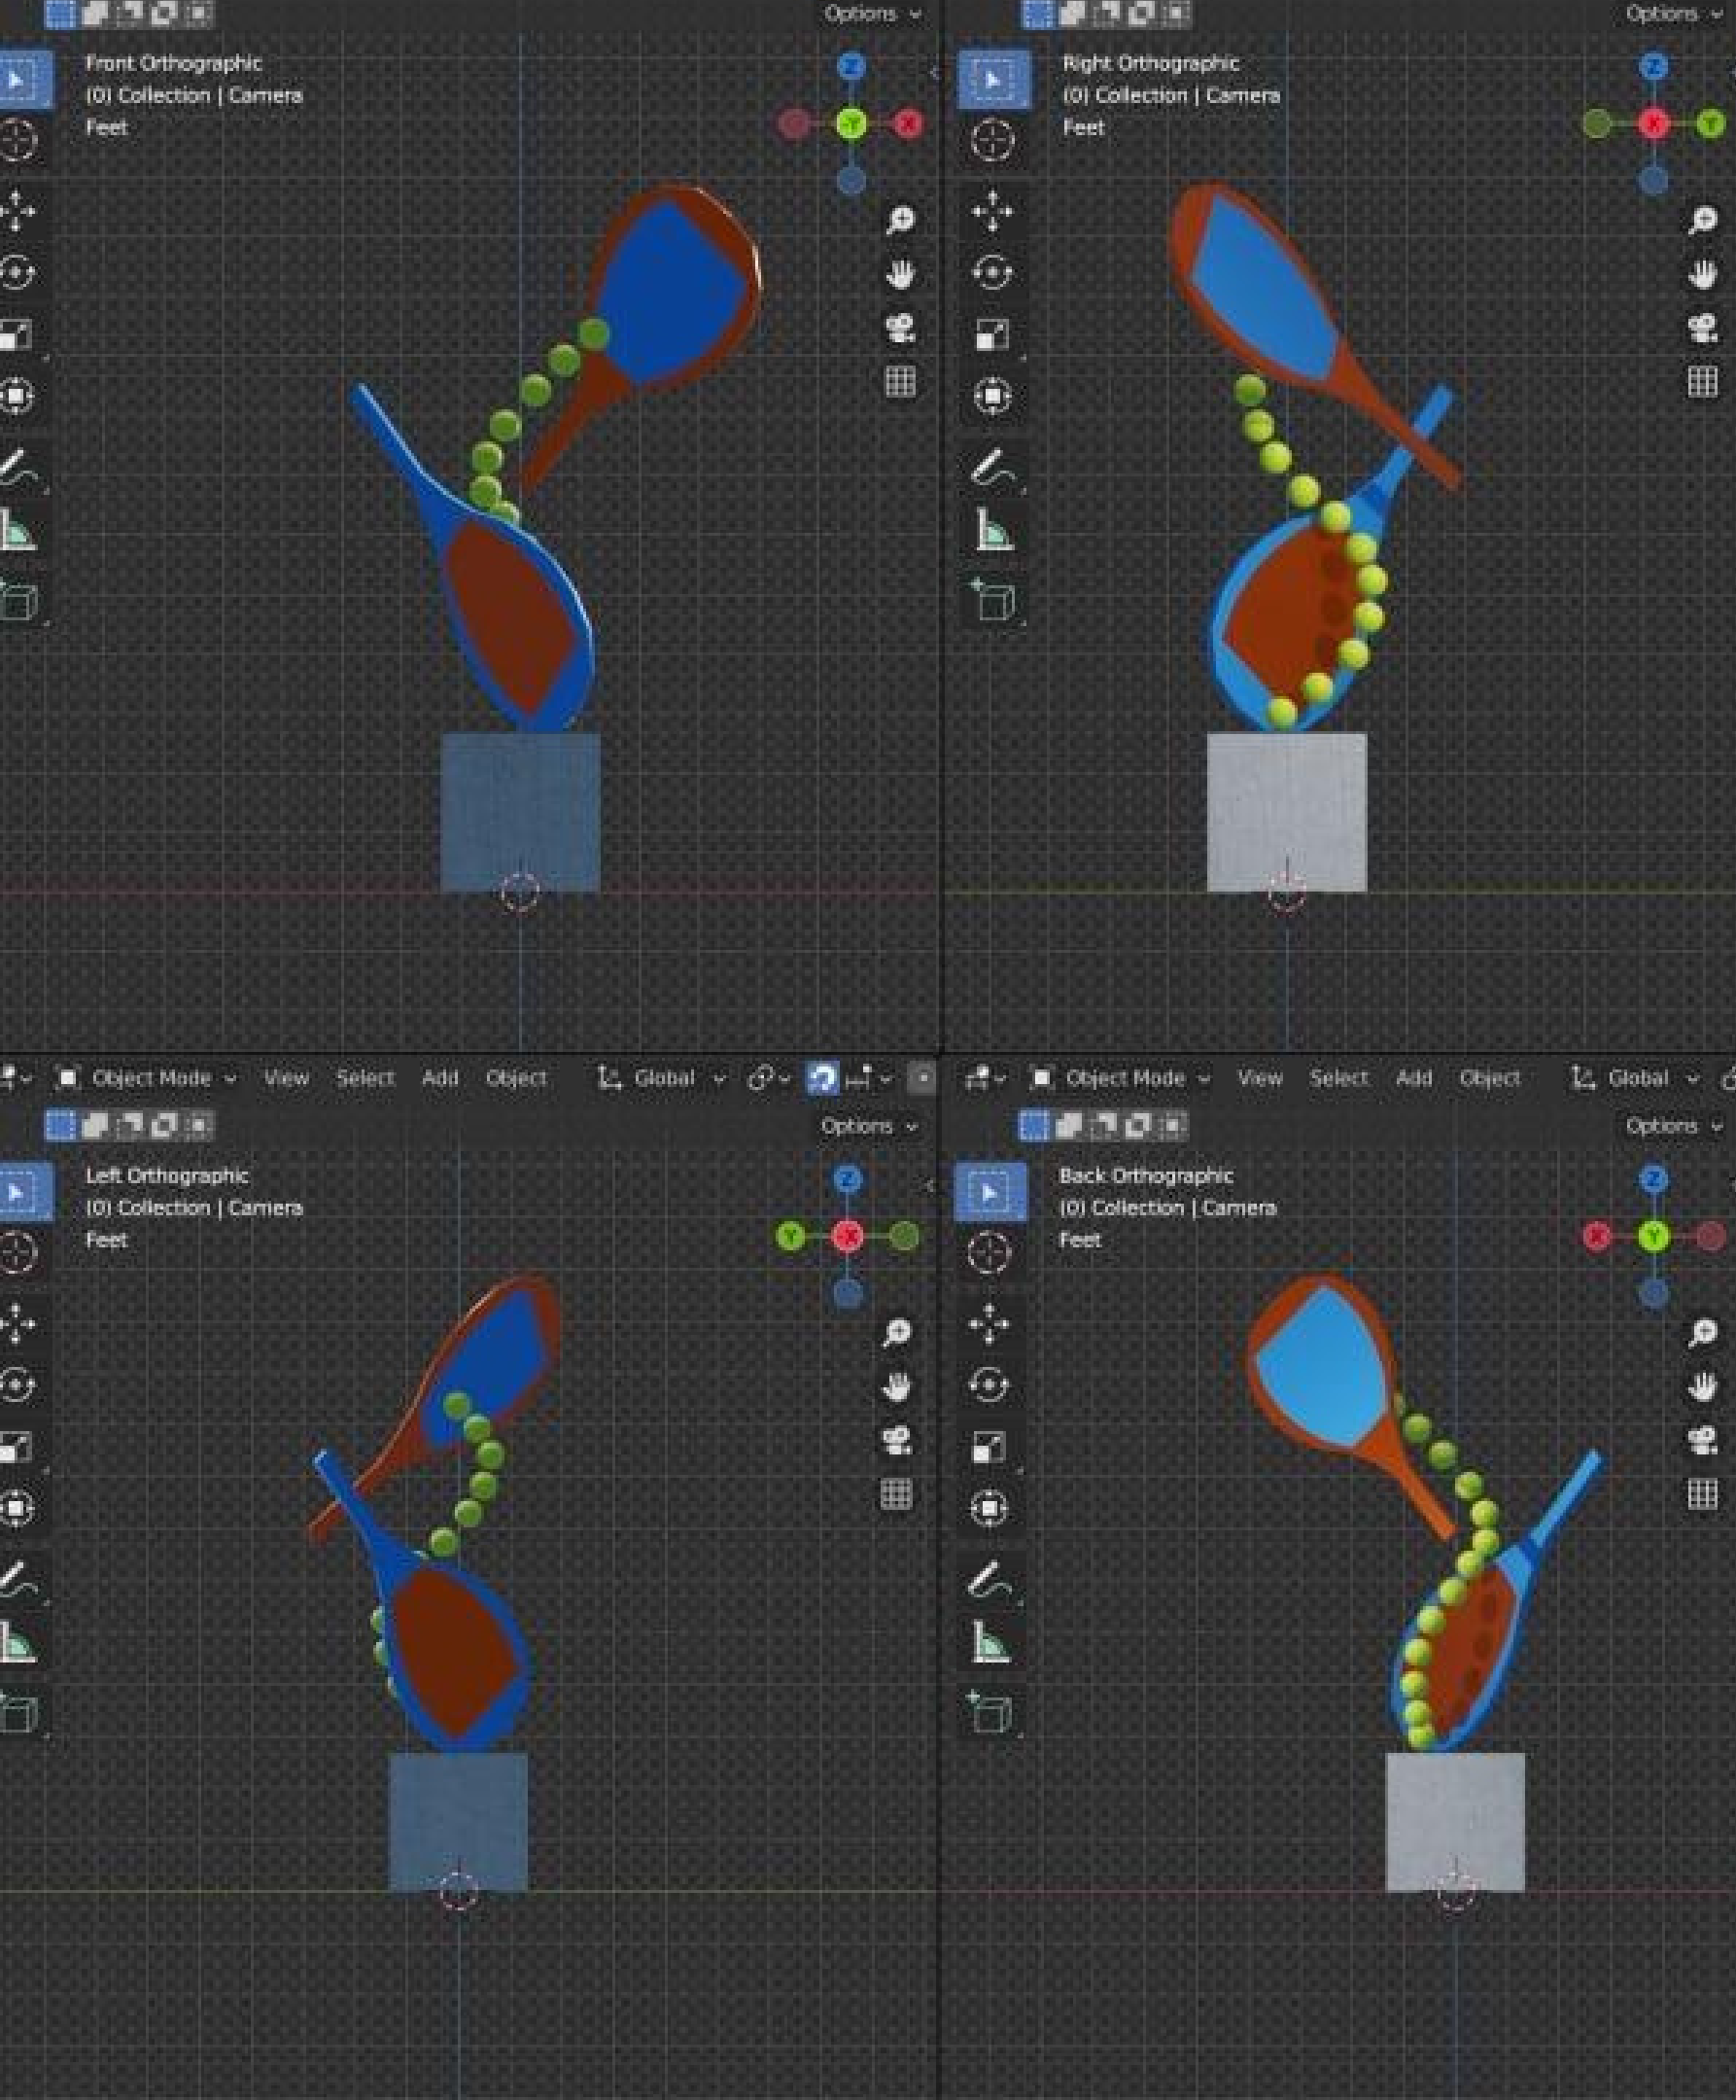 Options
Options
Front Orthographic
(0) Collection | Camera
Feet
Z
-Y
X
Right Orthographic
(0) Collection | Camera
Feet
Z
X
Y
Object Mode View Select Add Object Global
Object Mode View Select Add Object Global
Options
Options
Left Orthographic
(0) Collection | Camera
Feet
Z
Y
-X
Back Orthographic
(0) Collection | Camera
Feet
Z
X
Y